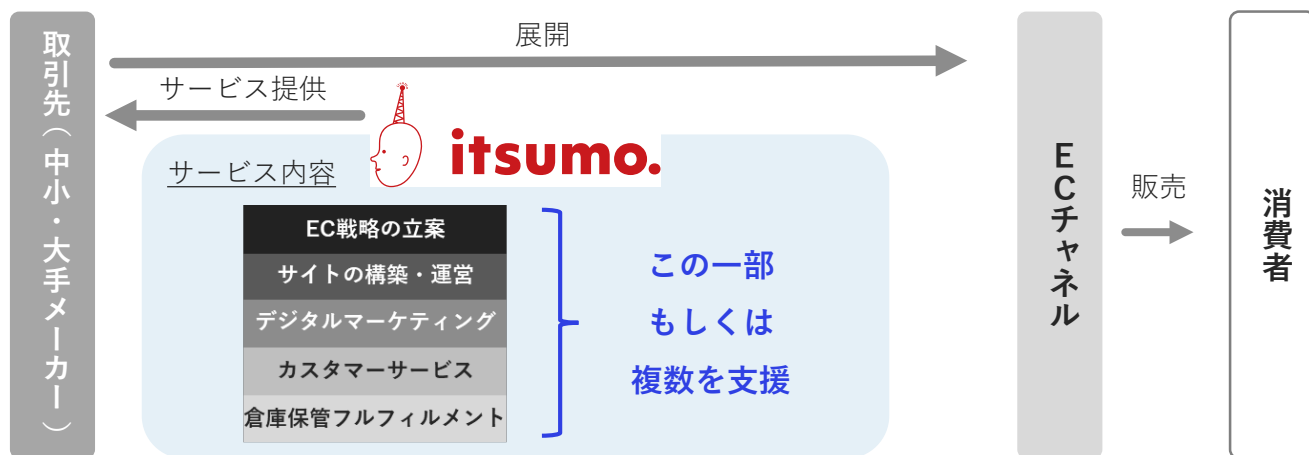 取引先（中小・大手メーカー）
展開
サービス提供
itsumo.
サービス内容
EC戦略の立案
サイトの構築・運営
デジタルマーケティング
カスタマーサービス
倉庫保管フルフィルメント
この一部
もしくは
複数を支援
ECチャネル
販売
消費者